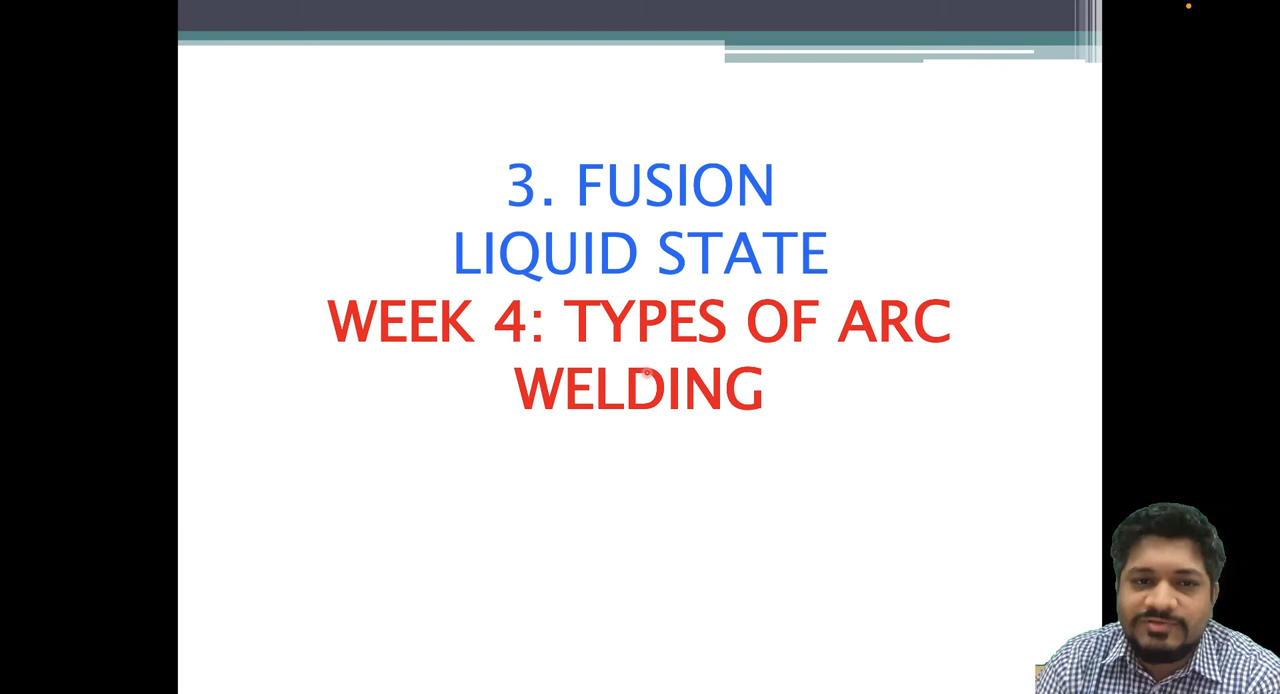 3. FUSION
LIQUID STATE
WEEK 4: TYPES OF ARC
WELDING